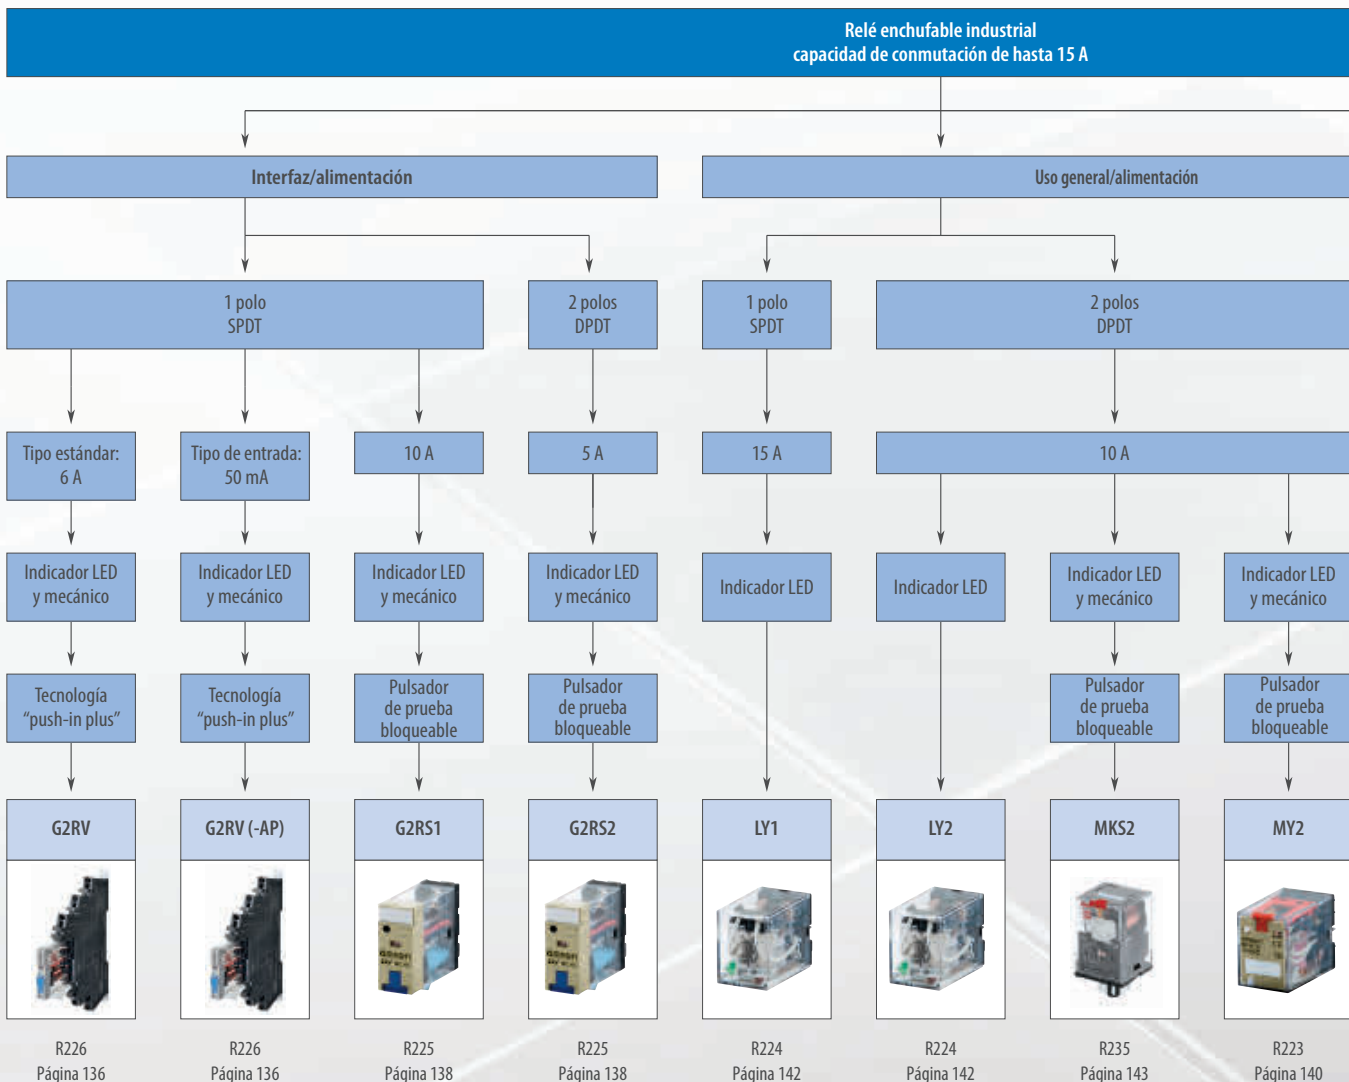 Relé enchufable industrial
capacidad de conmutación de hasta 15 A
Interfaz/alimentación
Uso general/alimentación
1 polo
SPDT
2 polos
DPDT
1 polo
SPDT
2 polos
DPDT
Tipo estándar:
6 A
Tipo de entrada:
50 mA
10 A
5 A
15 A
10 A
Indicador LED
y mecánico
Indicador LED
y mecánico
Indicador LED
y mecánico
Indicador LED
y mecánico
Indicador LED
Indicador LED
Indicador LED
y mecánico
Indicador LED
y mecánico
Tecnología
“push-in plus”
Tecnología
“push-in plus”
Pulsador
de prueba
bloqueable
Pulsador
de prueba
bloqueable
Pulsador
de prueba
bloqueable
Pulsador
de prueba
bloqueable
G2RV
G2RV (-AP)
G2RS1
G2RS2
LY1
LY2
MKS2
MY2
R226
Página 136
R226
Página 136
R225
Página 138
R225
Página 138
R224
Página 142
R224
Página 142
R235
Página 143
R223
Página 140